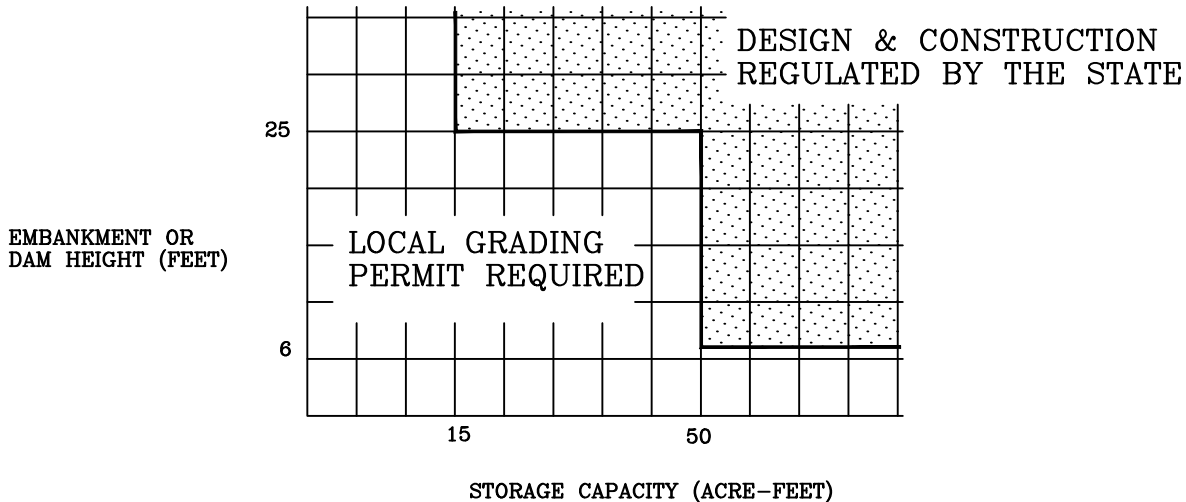 DESIGN & CONSTRUCTION
REGULATED BY THE STATE
25
EMBANKMENT OR
DAM HEIGHT (FEET)
LOCAL GRADING
PERMIT REQUIRED
6
15
50
STORAGE CAPACITY (ACRE-FEET)